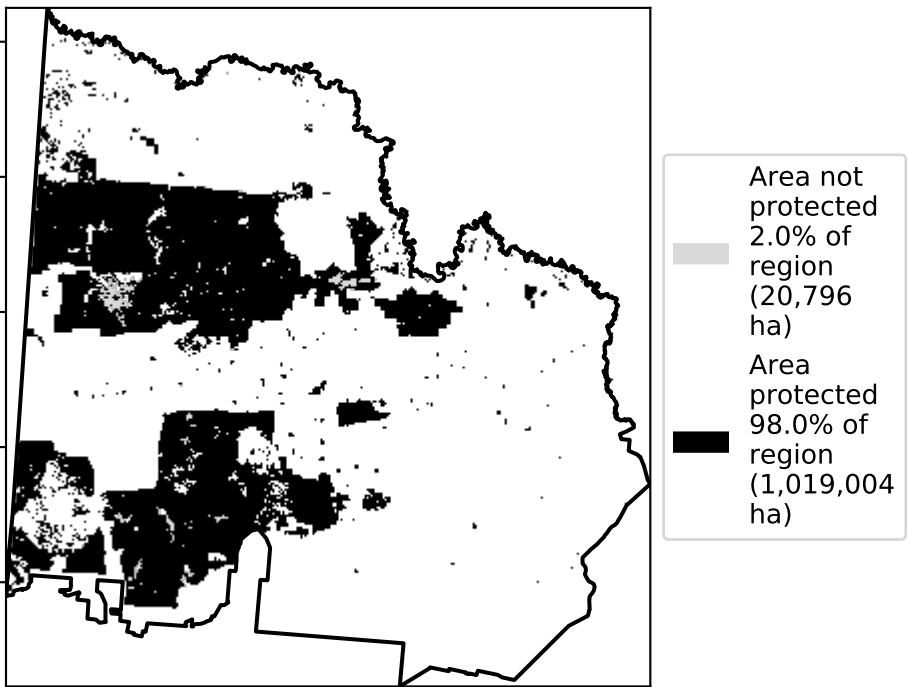 Area not
protected
2.0% of
region
(20,796
ha)
Area
protected
98.0% of
region
(1,019,004
ha)